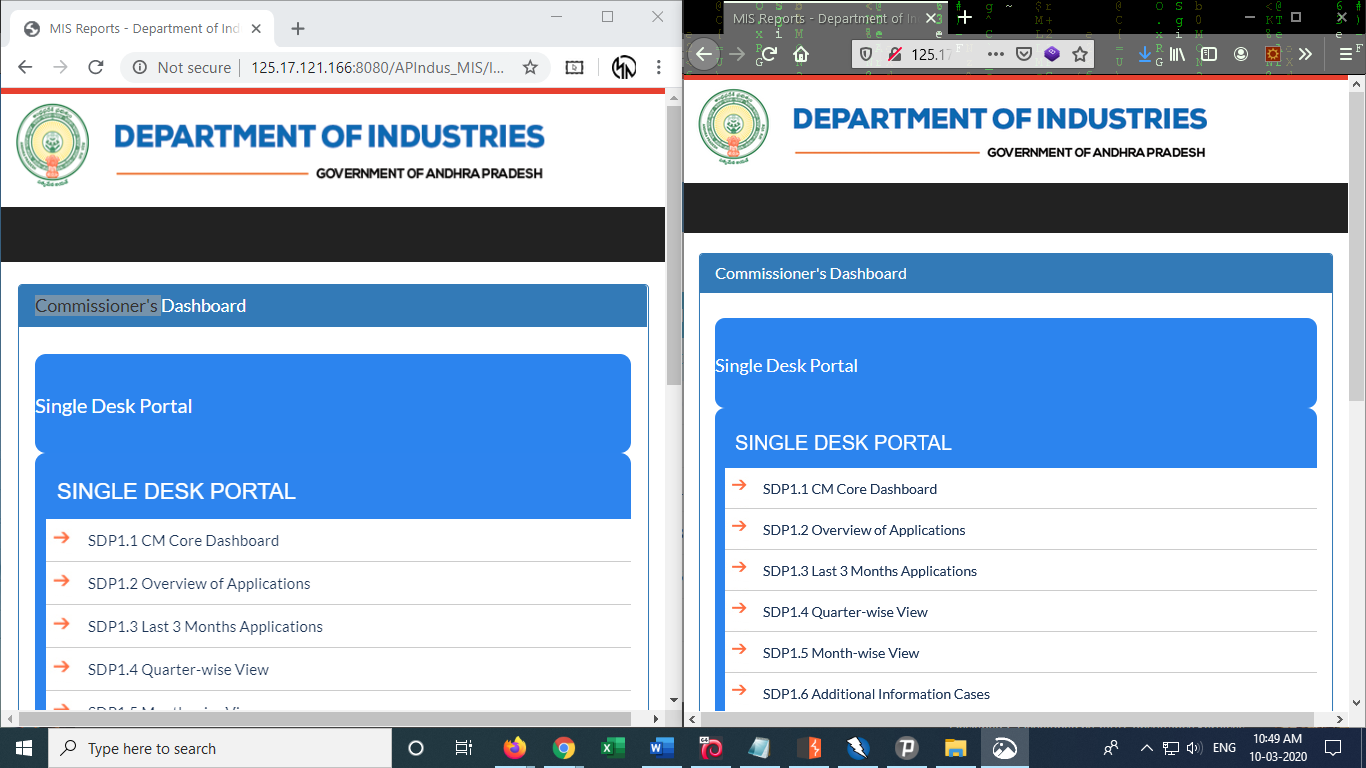 MIS Reports - Department of Ind
Not secure
125.17.121.166:8080/APIndus_MIS/I...
DEPARTMENT OF INDUSTRIES
GOVERNMENT OF ANDHRA PRADESH
Commissioner's Dashboard
Single Desk Portal
SINGLE DESK PORTAL
SDP1.1 CM Core Dashboard
SDP1.2 Overview of Applications
SDP1.3 Last 3 Months Applications
SDP1.4 Quarter-wise View
MIS Reports - Department of In
125.17
DEPARTMENT OF INDUSTRIES
GOVERNMENT OF ANDHRA PRADESH
Commissioner's Dashboard
Single Desk Portal
SINGLE DESK PORTAL
SDP1.1 CM Core Dashboard
SDP1.2 Overview of Applications
SDP1.3 Last 3 Months Applications
SDP1.4 Quarter-wise View
SDP1.5 Month-wise View
SDP1.6 Additional Information Cases
Type here to search
ENG
10:49 AM
10-03-2020